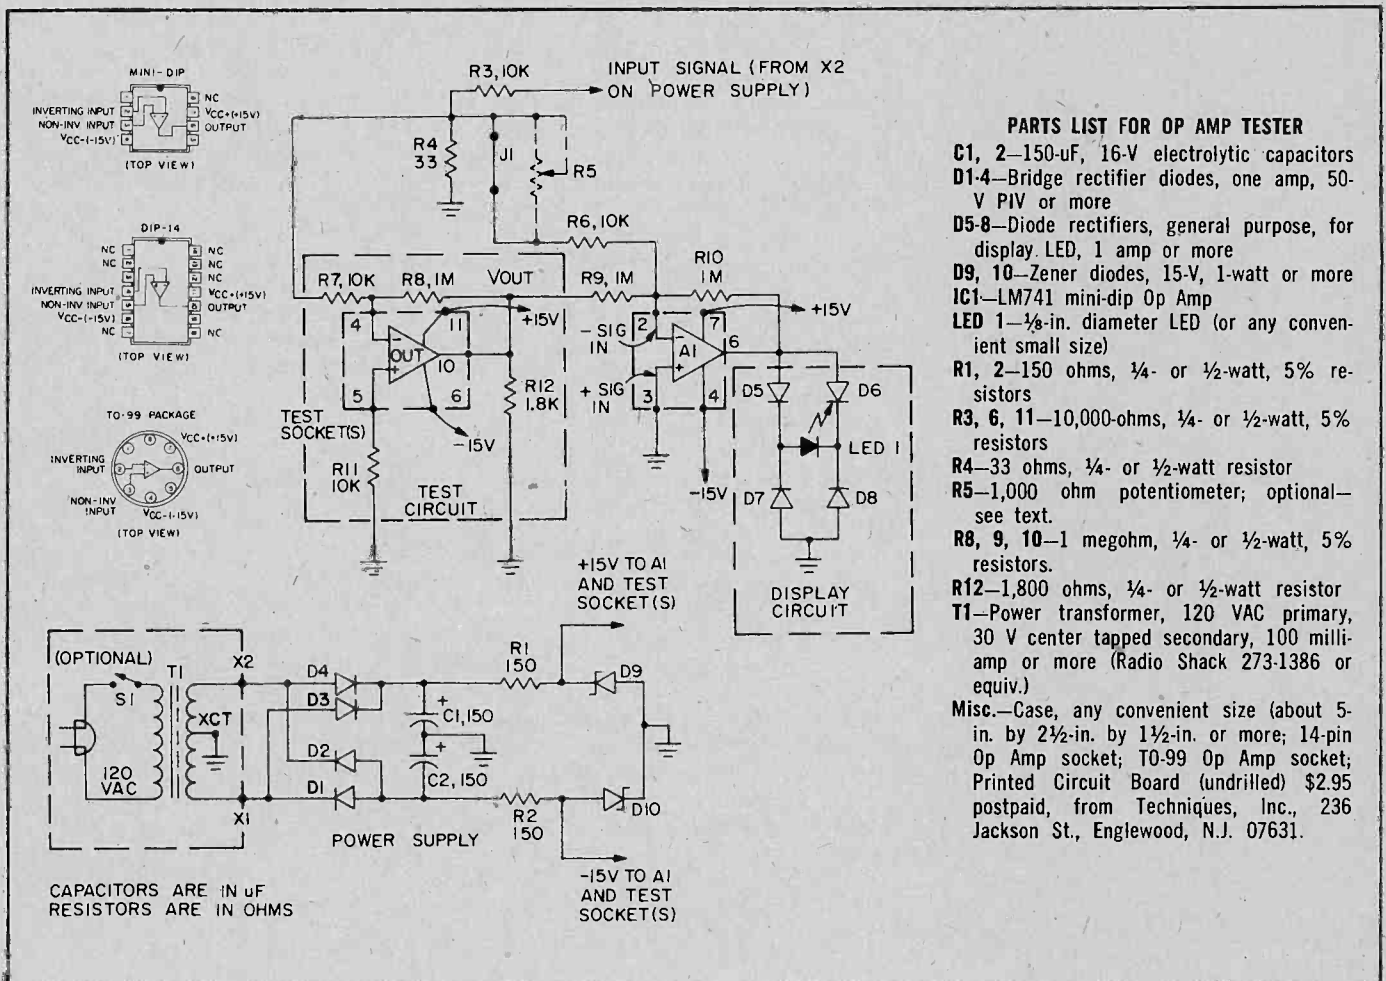 MINI-DIP
INVERTING INPUT
NON-INV INPUT
VCC-(-15V)
NC
VCC+(+15V)
OUTPUT
(TOP VIEW)
DIP-14
NC
NC
INVERTING INPUT
NON-INV INPUT
VCC-(-15V)
NC
NC
NC
NC
VCC+(+15V)
OUTPUT
NC
(TOP VIEW)
TO-99 PACKAGE
VCC+(+15V)
INVERTING
INPUT
OUTPUT
NON-INV
INPUT
VCC-(-15V)
(TOP VIEW)
R3, 10K
INPUT SIGNAL (FROM X2
ON POWER SUPPLY)
R4
33
J1
R5
R6, 10K
R7, 10K
R8, 1M
VOUT
R9, 1M
R10
1M
4
11
+15V
OUT
10
5
6
-15V
R12
1.8K
TEST
SOCKET(S)
R11
10K
TEST
CIRCUIT
2
7
+15V
- SIG
IN
A1
6
+ SIG
IN
3
4
-15V
D5
D6
LED 1
D7
D8
DISPLAY
CIRCUIT
+15V TO A1
AND TEST
SOCKET(S)
(OPTIONAL)
S1
T1
X2
XCT
120
VAC
X1
D4
D3
D2
D1
+
C1, 150
+
C2, 150
R1
150
D9
R2
150
D10
POWER SUPPLY
-15V TO A1
AND TEST
SOCKET(S)
CAPACITORS ARE IN uF
RESISTORS ARE IN OHMS
PARTS LIST FOR OP AMP TESTER
C1, 2—150-uF, 16-V electrolytic capacitors
D1-4—Bridge rectifier diodes, one amp, 50-
V PIV or more
D5-8—Diode rectifiers, general purpose, for
display. LED, 1 amp or more
D9, 10—Zener diodes, 15-V, 1-watt or more
IC1—LM741 mini-dip Op Amp
LED 1—⅛-in. diameter LED (or any conven-
ient small size)
R1, 2—150 ohms, ¼- or ½-watt, 5% re-
sistors
R3, 6, 11—10,000-ohms, ¼- or ½-watt, 5%
resistors
R4—33 ohms, ¼- or ½-watt resistor
R5—1,000 ohm potentiometer; optional—
see text.
R8, 9, 10—1 megohm, ¼- or ½-watt, 5%
resistors.
R12—1,800 ohms, ¼- or ½-watt resistor
T1—Power transformer, 120 VAC primary,
30 V center tapped secondary, 100 milli-
amp or more (Radio Shack 273-1386 or
equiv.)
Misc.—Case, any convenient size (about 5-
in. by 2½-in. by 1½-in. or more; 14-pin
Op Amp socket; TO-99 Op Amp socket;
Printed Circuit Board (undrilled) $2.95
postpaid, from Techniques, Inc., 236
Jackson St., Englewood, N.J. 07631.